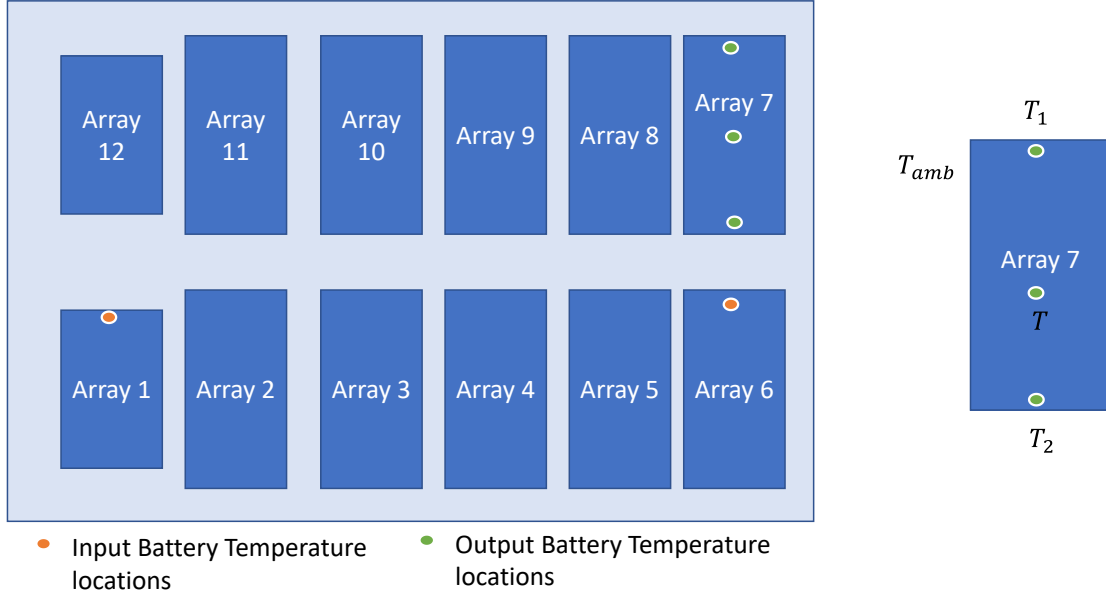 Array
12
Array
11
Array
10
Array 9
Array 8
Array 7
Array 1
Array 2
Array 3
Array 4
Array 5
Array 6
Input Battery Temperature
locations
Output Battery Temperature
locations
T₁
Tₐₘb
Array 7
T
T₂